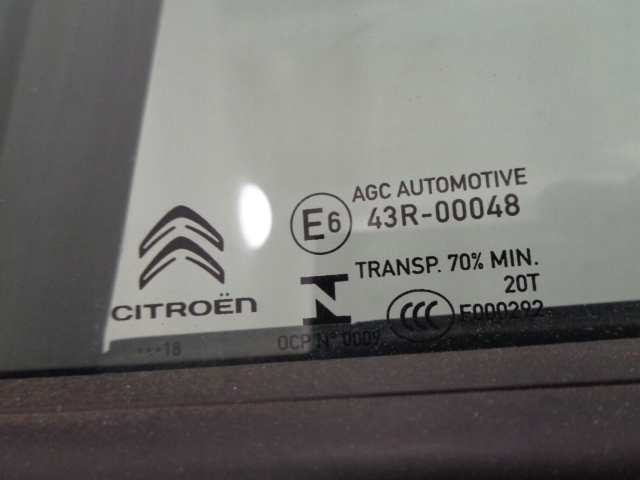 AGC AUTOMOTIVE
E6 43R-00048
TRANSP. 70% MIN.
20T
CITROËN
CCC E000292
OCP N° 0009
•••18